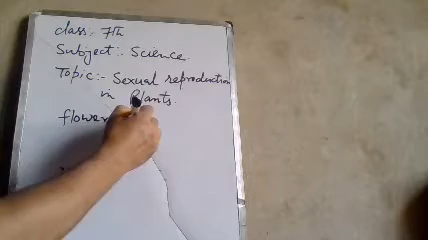 class:- 7th
Subject:- Science
Topic:- Sexual reproduction
in Plants.
flower